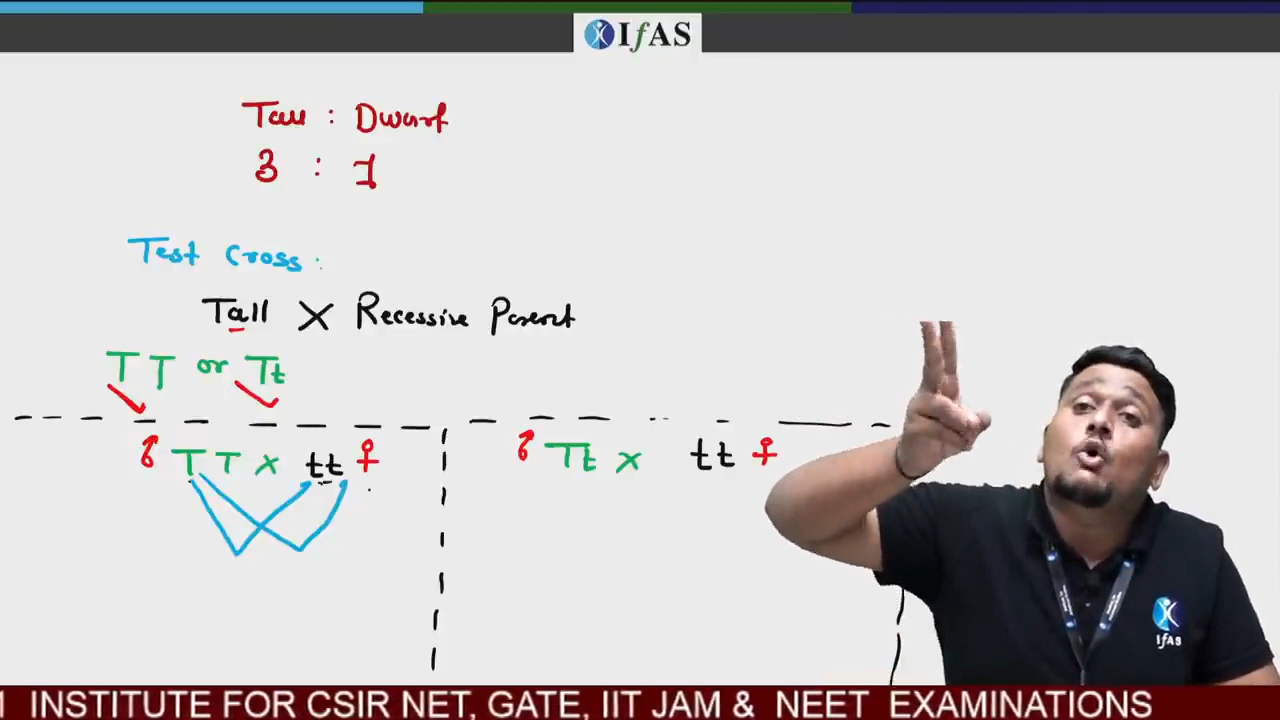 IfAS
Tall : Dwarf
3 : 1
Test Cross:
Tall X Recessive Parent
TT or Tt
♂ TT x tt ♀
♂ Tt x tt ♀
IfAS
1 INSTITUTE FOR CSIR NET, GATE, IIT JAM & NEET EXAMINATIONS